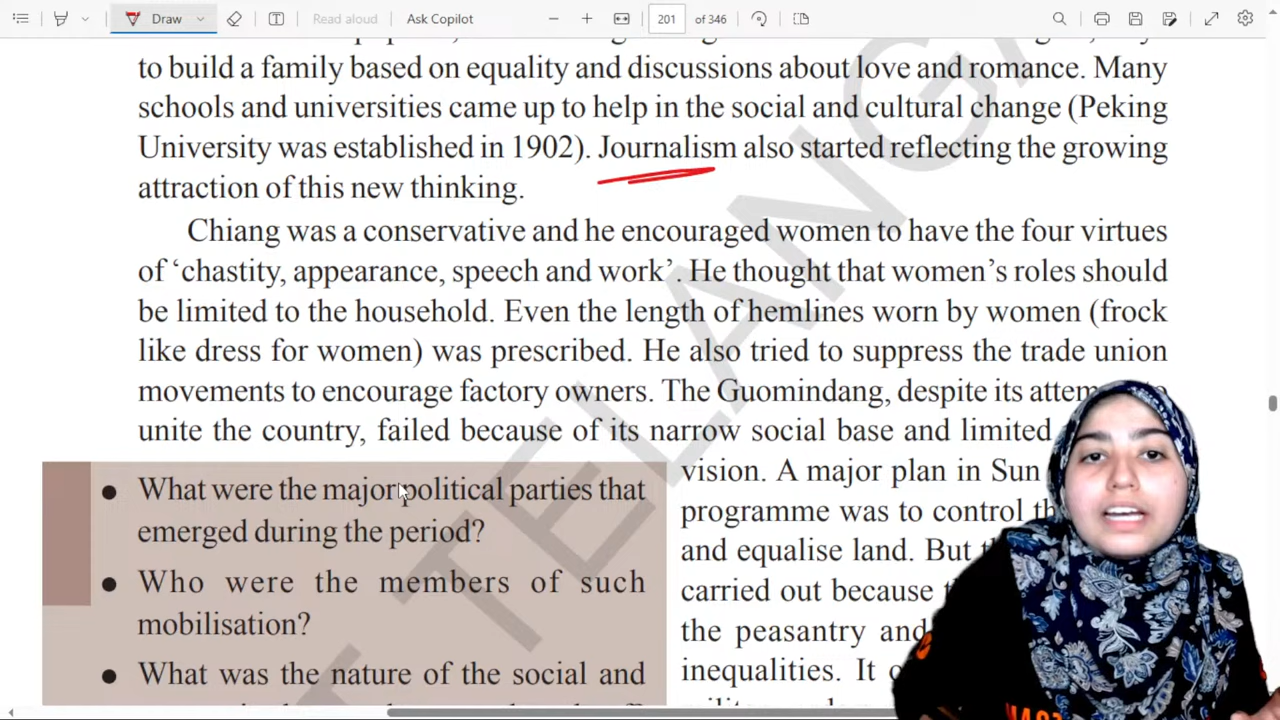 Draw
Read aloud
Ask Copilot
201 of 346
to build a family based on equality and discussions about love and romance. Many
schools and universities came up to help in the social and cultural change (Peking
University was established in 1902). Journalism also started reflecting the growing
attraction of this new thinking.
Chiang was a conservative and he encouraged women to have the four virtues
of ‘chastity, appearance, speech and work’. He thought that women’s roles should
be limited to the household. Even the length of hemlines worn by women (frock
like dress for women) was prescribed. He also tried to suppress the trade union
movements to encourage factory owners. The Guomindang, despite its
unite the country, failed because of its narrow social base and limited
vision. A major plan in Sun
programme was to control
and equalise land. But
carried out because
the peasantry and
inequalities. It
● What were the major political parties that
emerged during the period?
● Who were the members of such
mobilisation?
● What was the nature of the social and
TELANGA